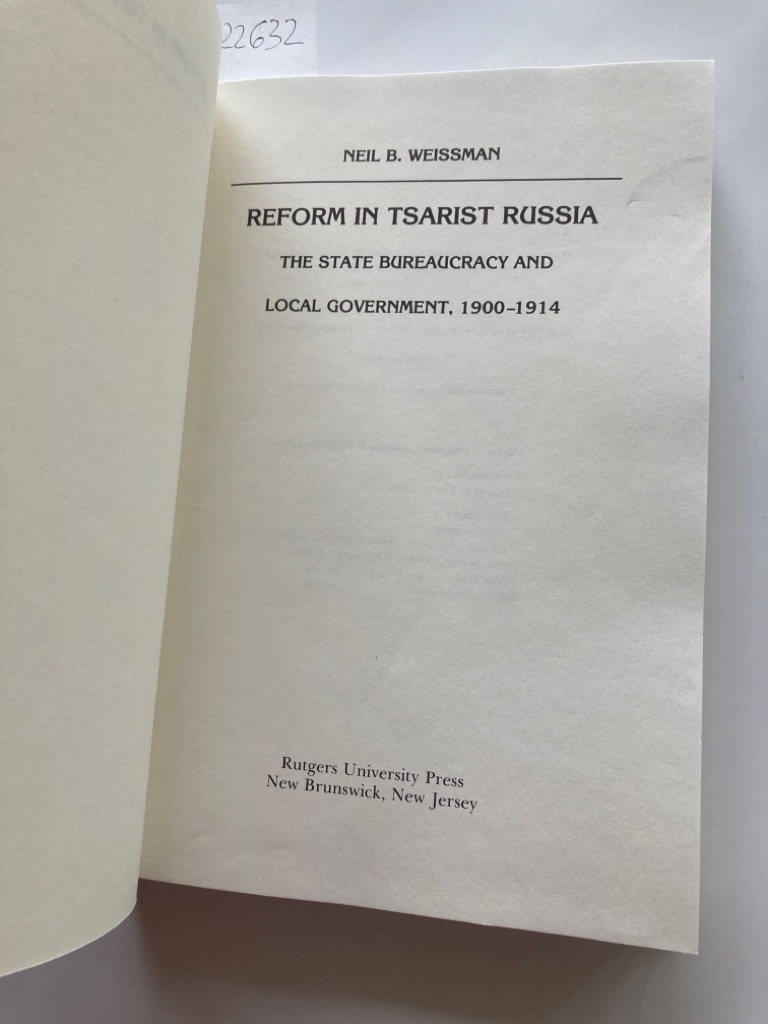 22632
NEIL B. WEISSMAN
REFORM IN TSARIST RUSSIA
THE STATE BUREAUCRACY AND
LOCAL GOVERNMENT, 1900–1914
Rutgers University Press
New Brunswick, New Jersey